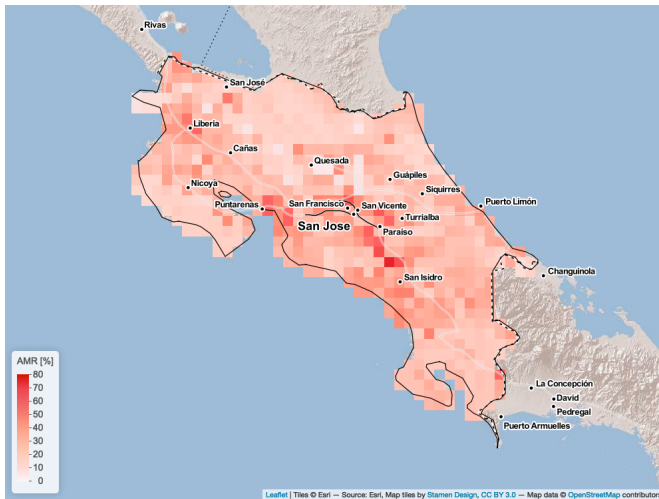 Rivas
San José
Liberia
Cañas
Quesada
Guápiles
Nicoya
Siquirres
Puntarenas
San Francisco
San Vicente
Puerto Limón
Turrialba
San Jose
Paraíso
Changuinola
San Isidro
AMR [%]
80
70
60
50
40
30
20
10
0
La Concepción
David
Pedregal
Puerto Armuelles
Leaflet | Tiles © Esri — Source: Esri, Map tiles by Stamen Design, CC BY 3.0 — Map data © OpenStreetMap contributor